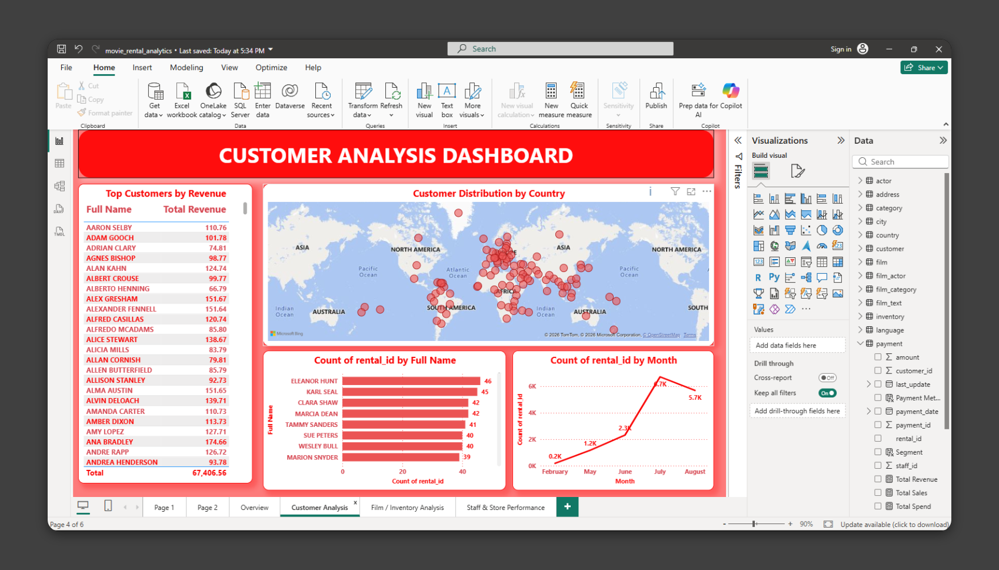 movie_rental_analytics • Last saved: Today at 5:34 PM
Search
Sign in
File Home Insert Modeling View Optimize Help
Share
Paste
Cut
Copy
Format painter
Clipboard
Get data
Excel workbook
OneLake catalog
SQL Server
Enter data
Dataverse
Recent sources
Data
Transform data
Refresh
Queries
New visual
Text box
More visuals
Insert
New visual calculation
New measure
Quick measure
Calculations
Sensitivity
Sensitivity
Publish
Share
Prep data for AI
Copilot
Copilot
CUSTOMER ANALYSIS DASHBOARD
Top Customers by Revenue
Full Name Total Revenue
AARON SELBY 110.76
ADAM GOOCH 101.78
ADRIAN CLARY 74.81
AGNES BISHOP 98.77
ALAN KAHN 124.74
ALBERT CROUSE 99.77
ALBERTO HENNING 66.79
ALEX GRESHAM 151.67
ALEXANDER FENNELL 151.64
ALFRED CASILLAS 120.74
ALFREDO MCADAMS 85.80
ALICE STEWART 138.67
ALICIA MILLS 83.79
ALLAN CORNISH 79.81
ALLEN BUTTERFIELD 85.79
ALLISON STANLEY 92.73
ALMA AUSTIN 151.65
ALVIN DELOACH 139.71
AMANDA CARTER 110.73
AMBER DIXON 113.73
AMY LOPEZ 127.71
ANA BRADLEY 174.66
ANDRE RAPP 126.72
ANDREA HENDERSON 93.78
Total 67,406.56
Customer Distribution by Country
ASIA
NORTH AMERICA
ASIA
NORTH AMERICA
Pacific Ocean
Atlantic Ocean
Pacific Ocean
AFRICA
Indian Ocean
AUSTRALIA
SOUTH AMERICA
Indian Ocean
AUSTRALIA
SOUTH
Microsoft Bing
© 2026 TomTom, © 2026 Microsoft Corporation, © OpenStreetMap Terms
Count of rental_id by Full Name
Full Name
ELEANOR HUNT 46
KARL SEAL 45
CLARA SHAW 42
MARCIA DEAN 42
TAMMY SANDERS 41
SUE PETERS 40
WESLEY BULL 40
MARION SNYDER 39
0 20 40
Count of rental_id
Count of rental_id by Month
Count of rental_id
6K
4K
2K
0K
0.2K
1.2K
2.3K
6.7K
5.7K
February May June July August
Month
Filters
Visualizations
Build visual
R
Py
123
Values
Add data fields here
Drill through
Cross-report Off
Keep all filters On
Add drill-through fields here
Data
Search
actor
address
category
city
country
customer
film
film_actor
film_category
film_text
inventory
language
payment
amount
customer_id
last_update
Payment Met...
payment_date
payment_id
rental_id
Segment
staff_id
Total Revenue
Total Sales
Total Spend
Page 1
Page 2
Overview
Customer Analysis
Film / Inventory Analysis
Staff & Store Performance
Page 4 of 6
90%
Update available (click to download)